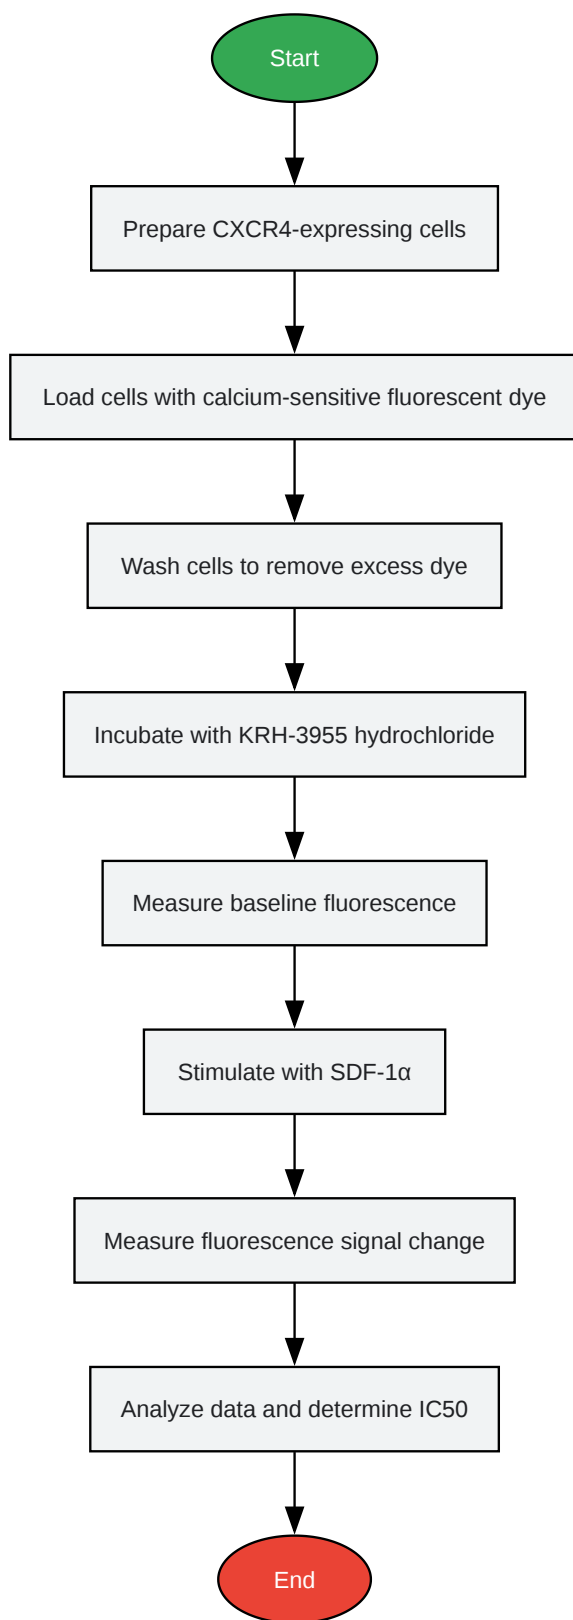 Start
Prepare CXCR4-expressing cells
Load cells with calcium-sensitive fluorescent dye
Wash cells to remove excess dye
Incubate with KRH-3955 hydrochloride
Measure baseline fluorescence
Stimulate with SDF-1α
Measure fluorescence signal change
Analyze data and determine IC50
End